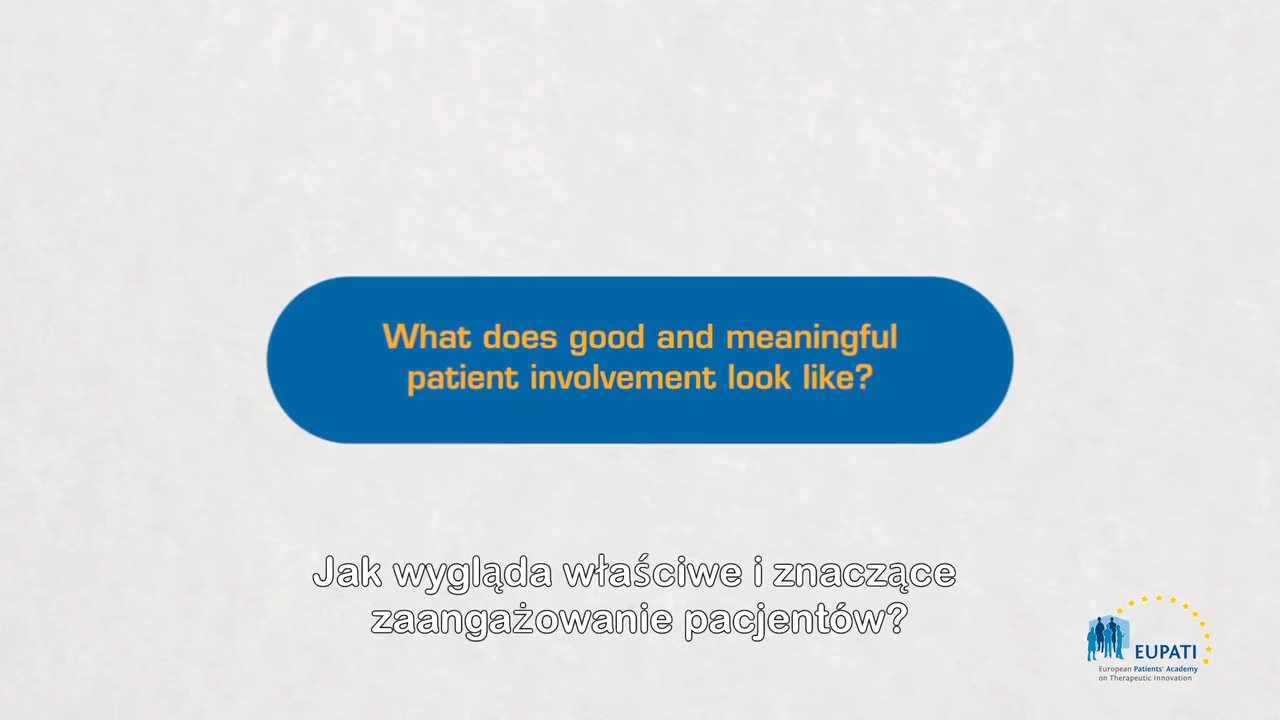 What does good and meaningful
patient involvement look like?
Jak wygląda właściwe i znaczące
zaangażowanie pacjentów?
EUPATI
European Patients' Academy
on Therapeutic Innovation